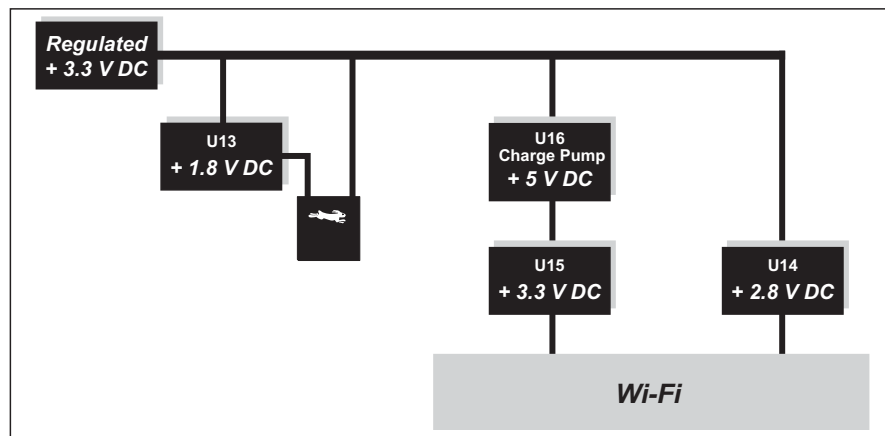 Regulated
+ 3.3 V DC
U13
+ 1.8 V DC
U16
Charge Pump
+ 5 V DC
U15
+ 3.3 V DC
U14
+ 2.8 V DC
Wi-Fi